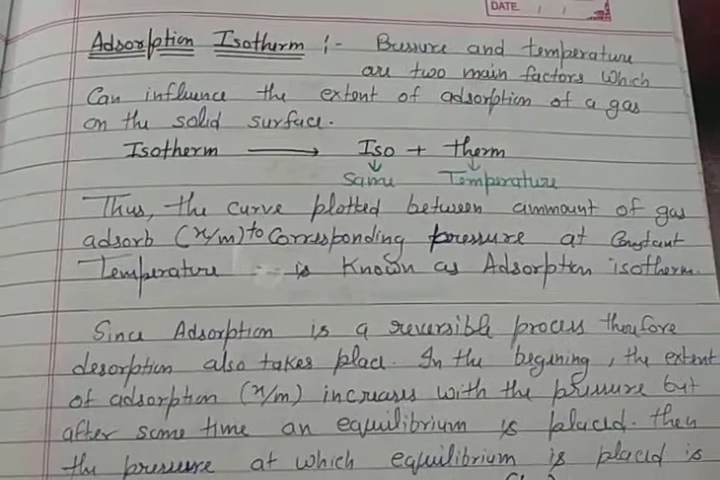 DATE / /
Adsorption Isotherm :- Pressure and temperature
are two main factors which
Can influence the extent of adsorption of a gas
on the solid surface.
Isotherm → Iso + therm
Same Temperature
Thus, the curve plotted between ammount of gas
adsorb (x/m) to Corresponding pressure at Constant
Temperature is Known as Adsorption isotherm.
Since Adsorption is a reversible process therefore
desorption also takes place. In the begining, the extent
of adsorption (x/m) increases with the pressure but
after some time an equilibrium is placed. then
the pressure at which equilibrium is placed is